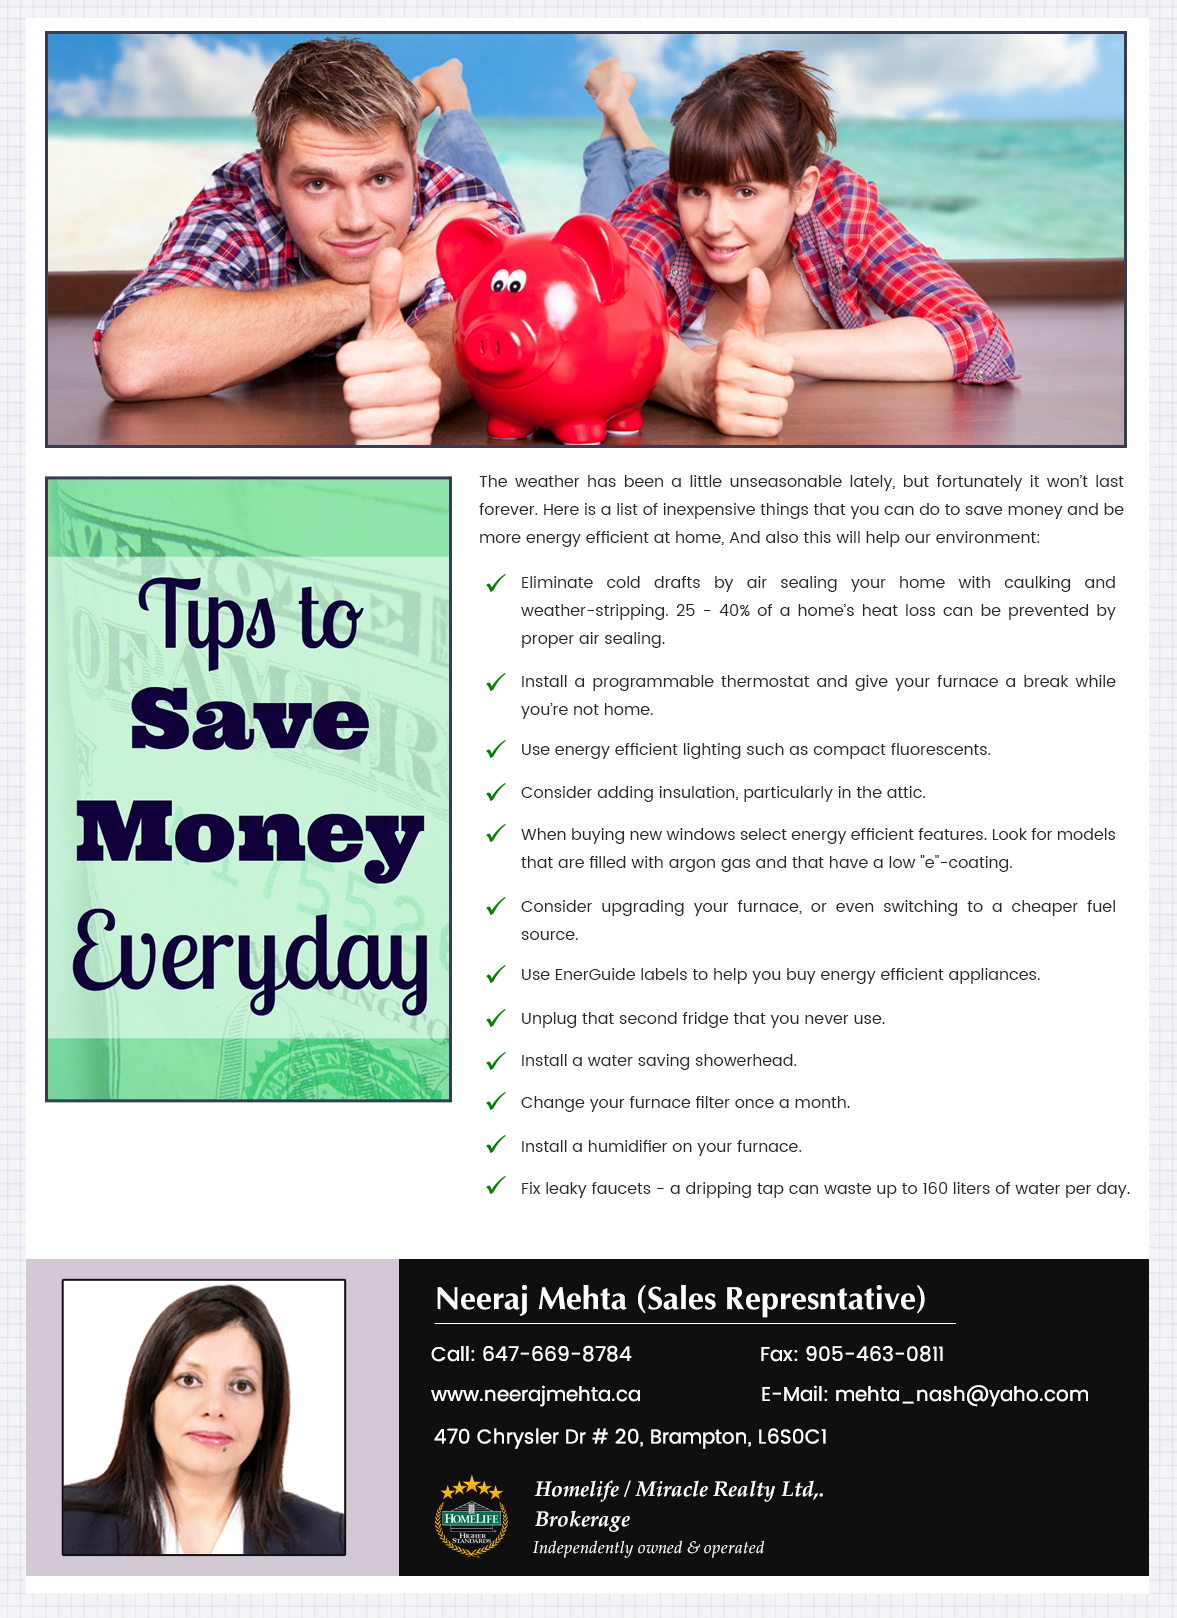 Tips to
Save
Money
Everyday
The weather has been a little unseasonable lately, but fortunately it won't last
forever. Here is a list of inexpensive things that you can do to save money and be
more energy efficient at home, And also this will help our environment:
Eliminate cold drafts by air sealing your home with caulking and
weather-stripping. 25 - 40% of a home's heat loss can be prevented by
proper air sealing.
Install a programmable thermostat and give your furnace a break while
you're not home.
Use energy efficient lighting such as compact fluorescents.
Consider adding insulation, particularly in the attic.
When buying new windows select energy efficient features. Look for models
that are filled with argon gas and that have a low "e"-coating.
Consider upgrading your furnace, or even switching to a cheaper fuel
source.
Use EnerGuide labels to help you buy energy efficient appliances.
Unplug that second fridge that you never use.
Install a water saving showerhead.
Change your furnace filter once a month.
Install a humidifier on your furnace.
Fix leaky faucets - a dripping tap can waste up to 160 liters of water per day.
Neeraj Mehta (Sales Represntative)
Call: 647-669-8784
Fax: 905-463-0811
www.neerajmehta.ca
E-Mail: mehta_nash@yaho.com
470 Chrysler Dr # 20, Brampton, L6S0C1
HOMELIFE
HIGHER
STANDARDS
Homelife / Miracle Realty Ltd,.
Brokerage
Independently owned & operated